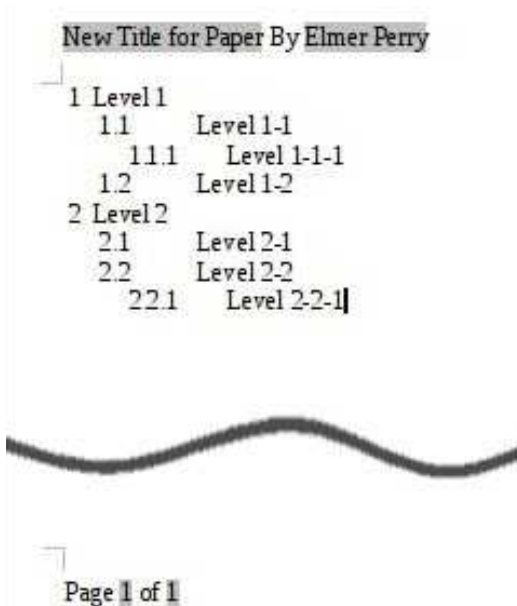 New Title for Paper By Elmer Perry
1 Level 1
1.1 Level 1-1
1.1.1 Level 1-1-1
1.2 Level 1-2
2 Level 2
2.1 Level 2-1
2.2 Level 2-2
2.2.1 Level 2-2-1
Page 1 of 1